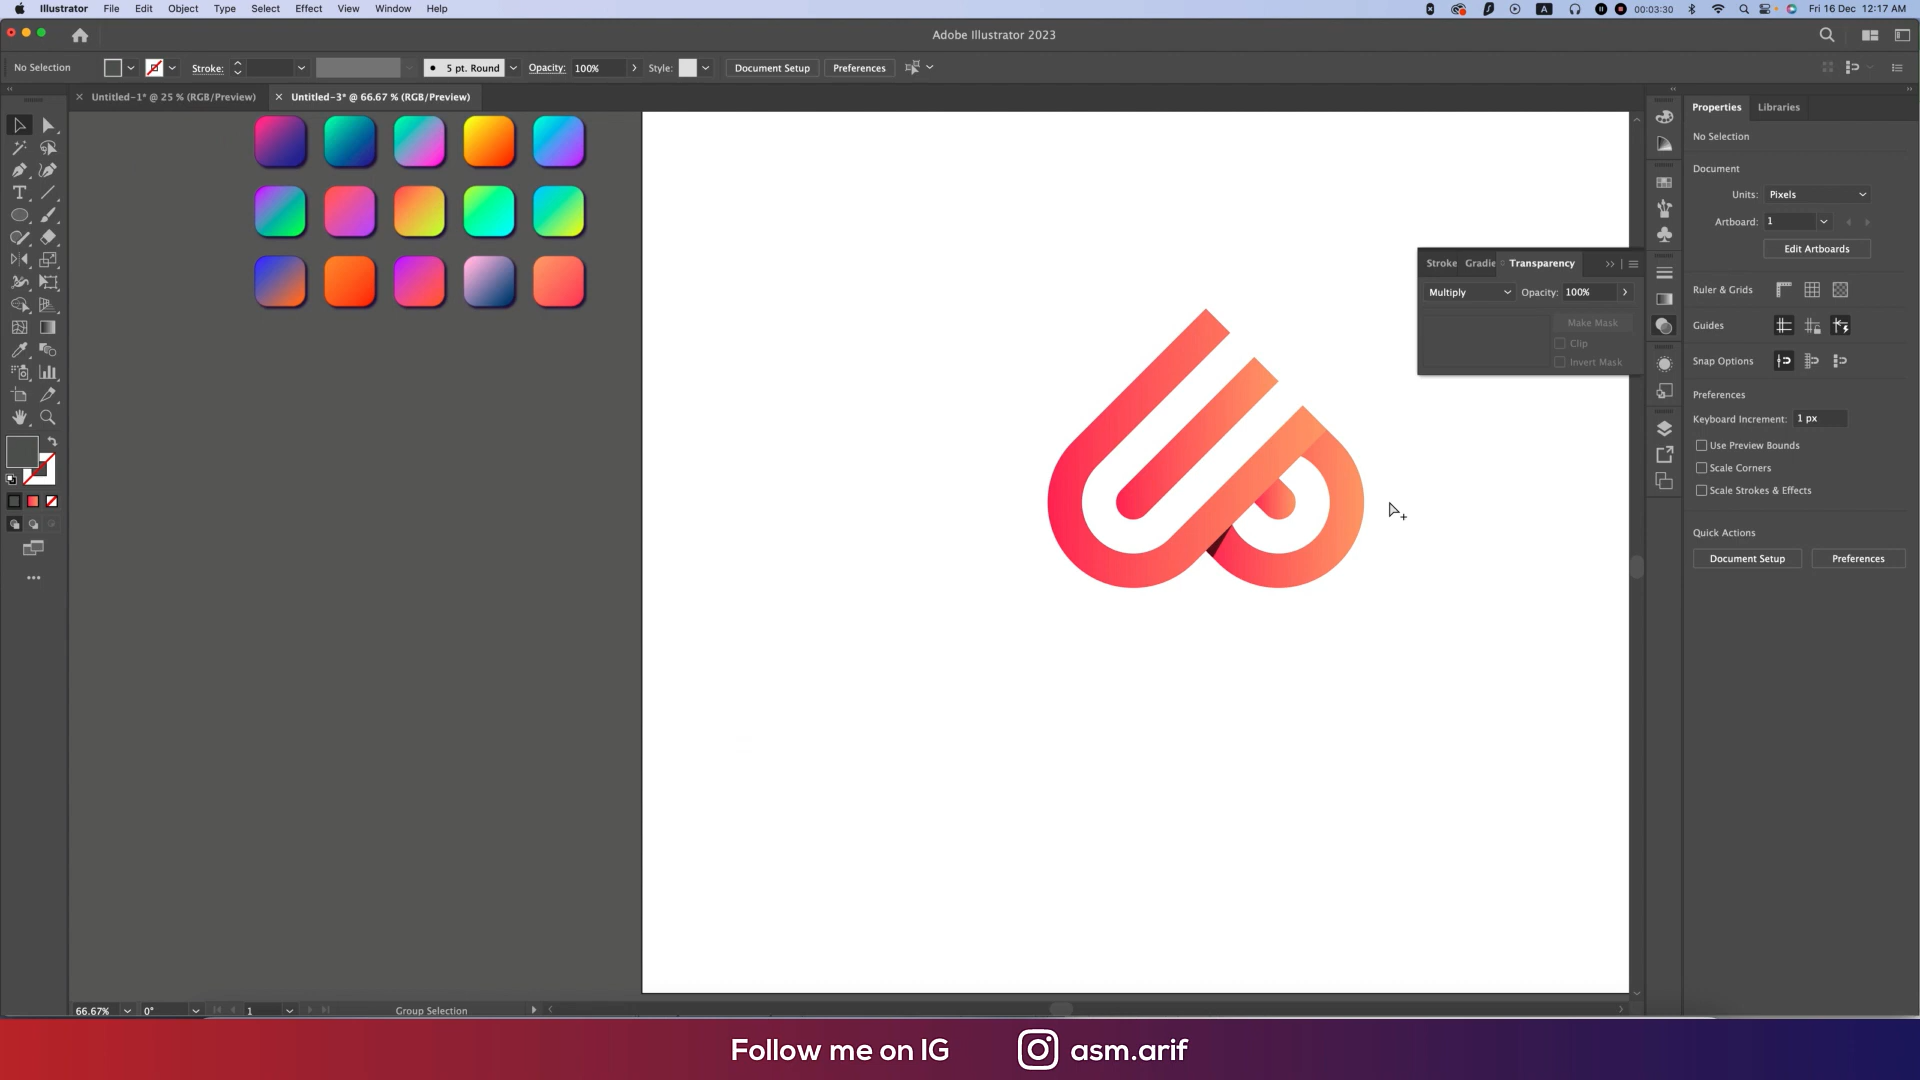 Illustrator File Edit Object Type Select Effect View Window Help
A 00:03:30 Fri 16 Dec 12:17 AM
Adobe Illustrator 2023
No Selection Stroke: 5 pt. Round Opacity: 100% Style: Document Setup Preferences
Untitled-1* @ 25 % (RGB/Preview) Untitled-3* @ 66.67 % (RGB/Preview)
Properties Libraries
No Selection
Document
Units: Pixels
Artboard: 1
Edit Artboards
Stroke Gradie Transparency
Multiply Opacity: 100%
Make Mask
Clip
Invert Mask
Ruler & Grids
Guides
Snap Options
Preferences
Keyboard Increment: 1 px
Use Preview Bounds
Scale Corners
Scale Strokes & Effects
Quick Actions
Document Setup Preferences
66.67% 0° 1 Group Selection
Follow me on IG asm.arif